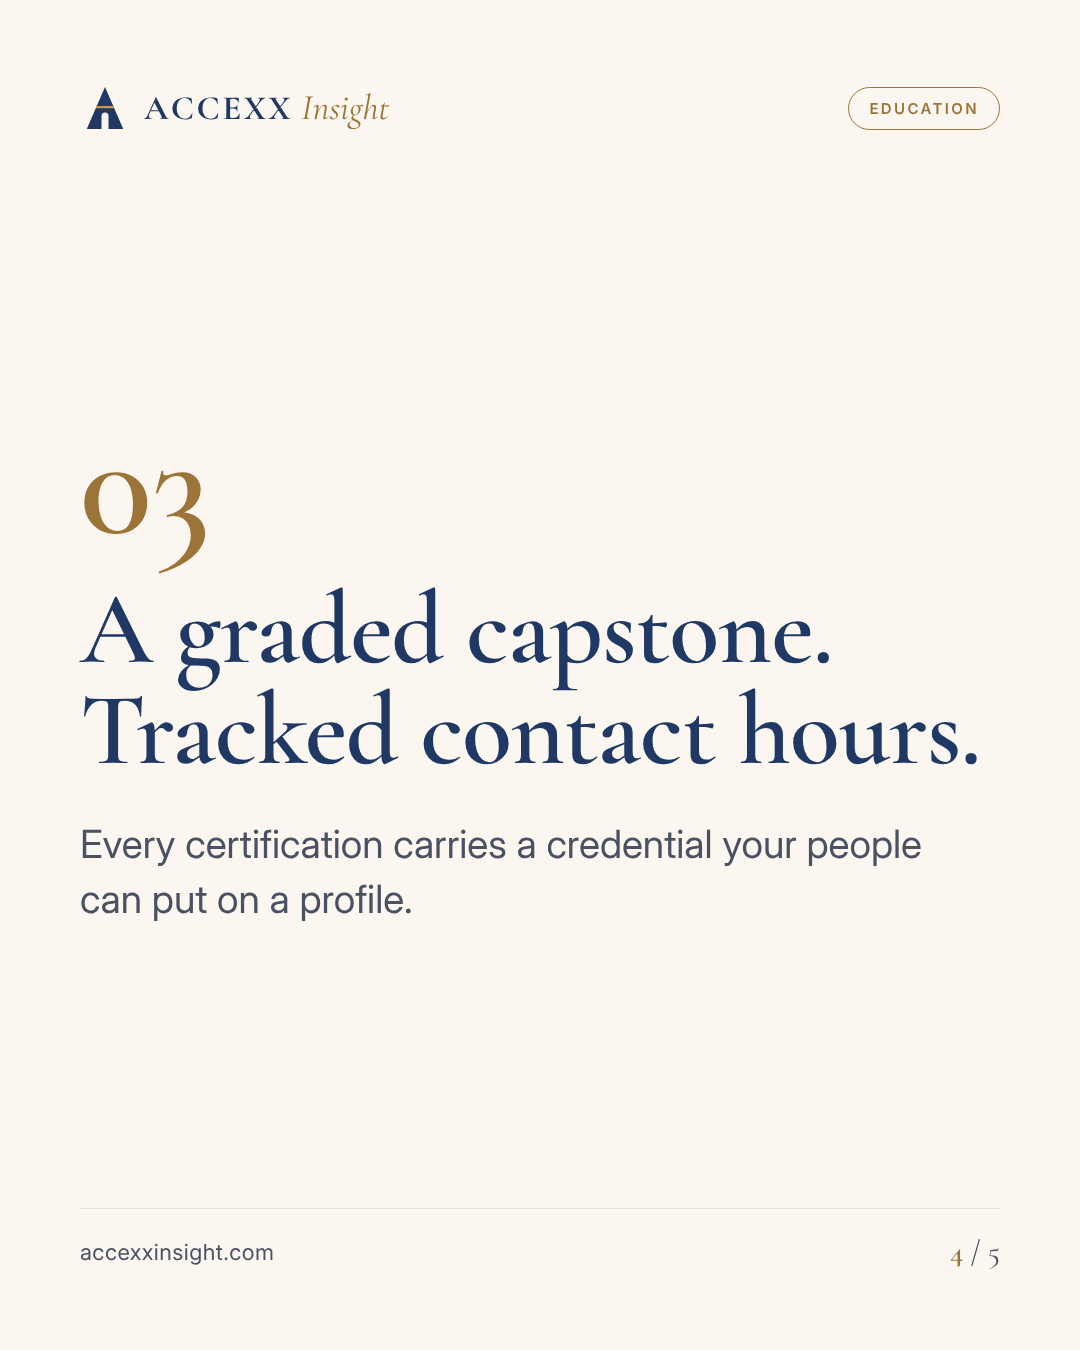 ACCEXX Insight
EDUCATION
03
A graded capstone.
Tracked contact hours.
Every certification carries a credential your people
can put on a profile.
accexxinsight.com
4 / 5